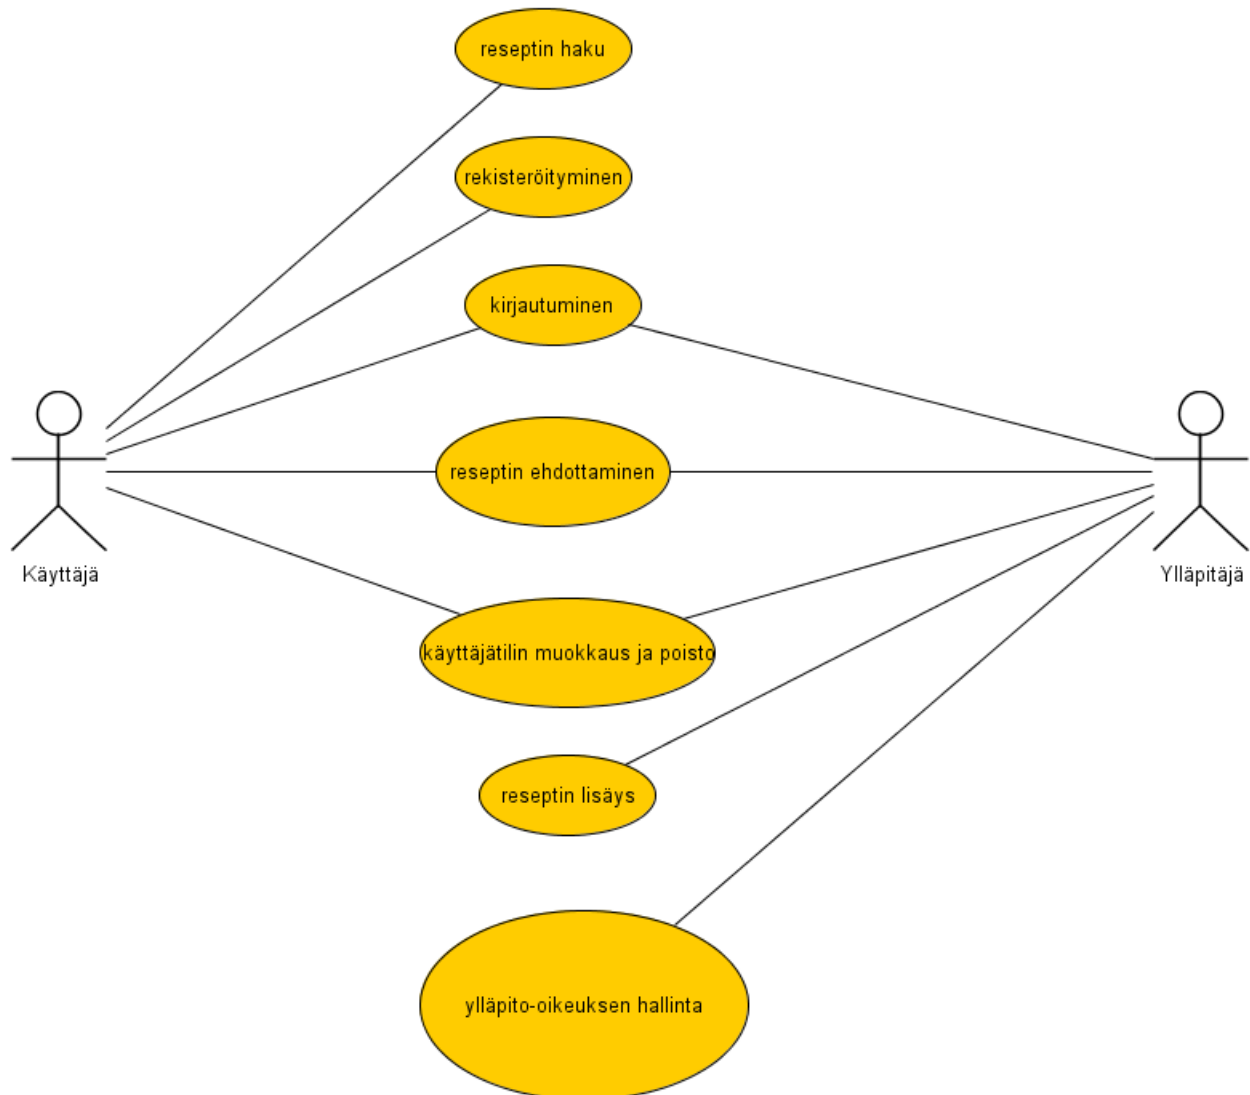 reseptin haku
rekisteröityminen
kirjautuminen
reseptin ehdottaminen
Käyttäjä
Ylläpitäjä
käyttäjätilin muokkaus ja poisto
reseptin lisäys
ylläpito-oikeuksen hallinta